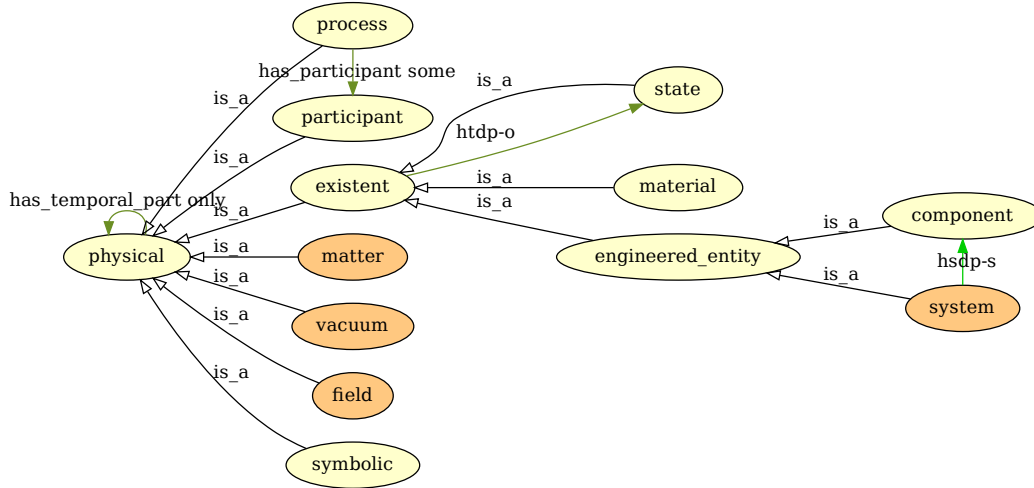 process
has_participant some
is_a
state
is_a
participant
htdp-o
is_a
existent
is_a
material
has_temporal_part only
is_a
is_a
component
is_a
physical
is_a
matter
engineered_entity
hsdp-s
is_a
is_a
vacuum
system
is_a
field
is_a
symbolic